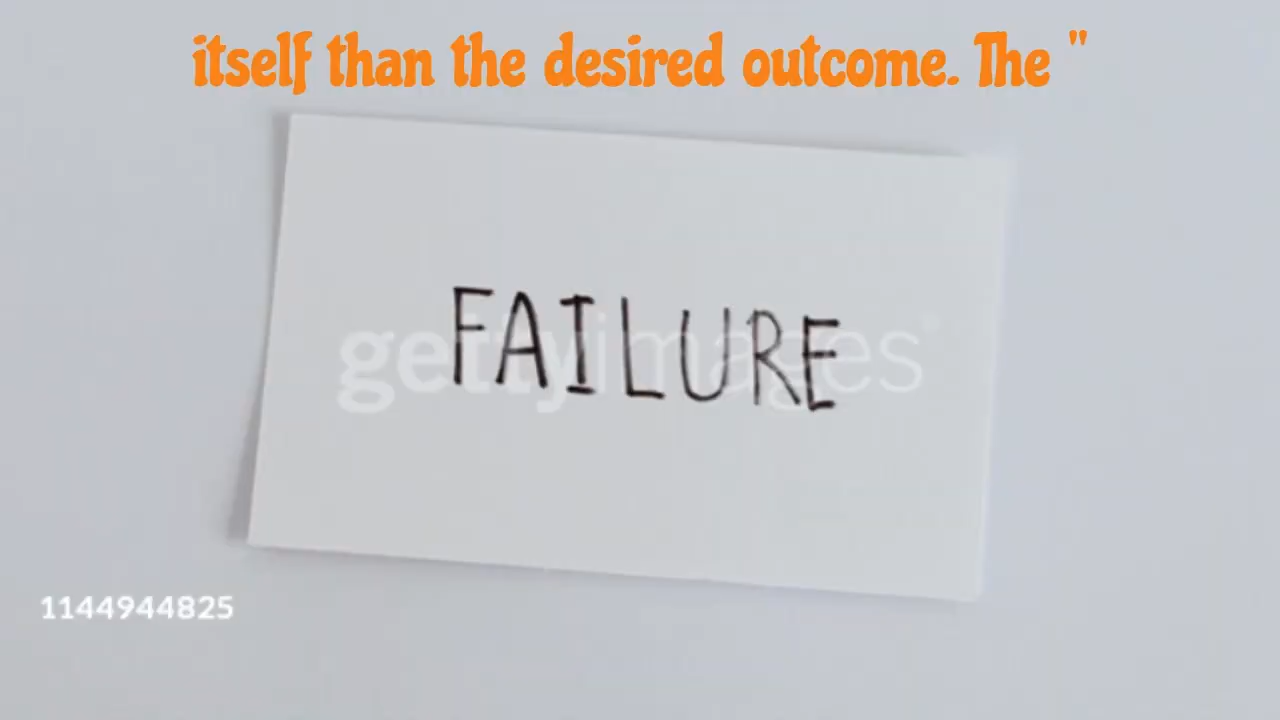 itself than the desired outcome. The "
FAILURE
gettyimages®
1144944825